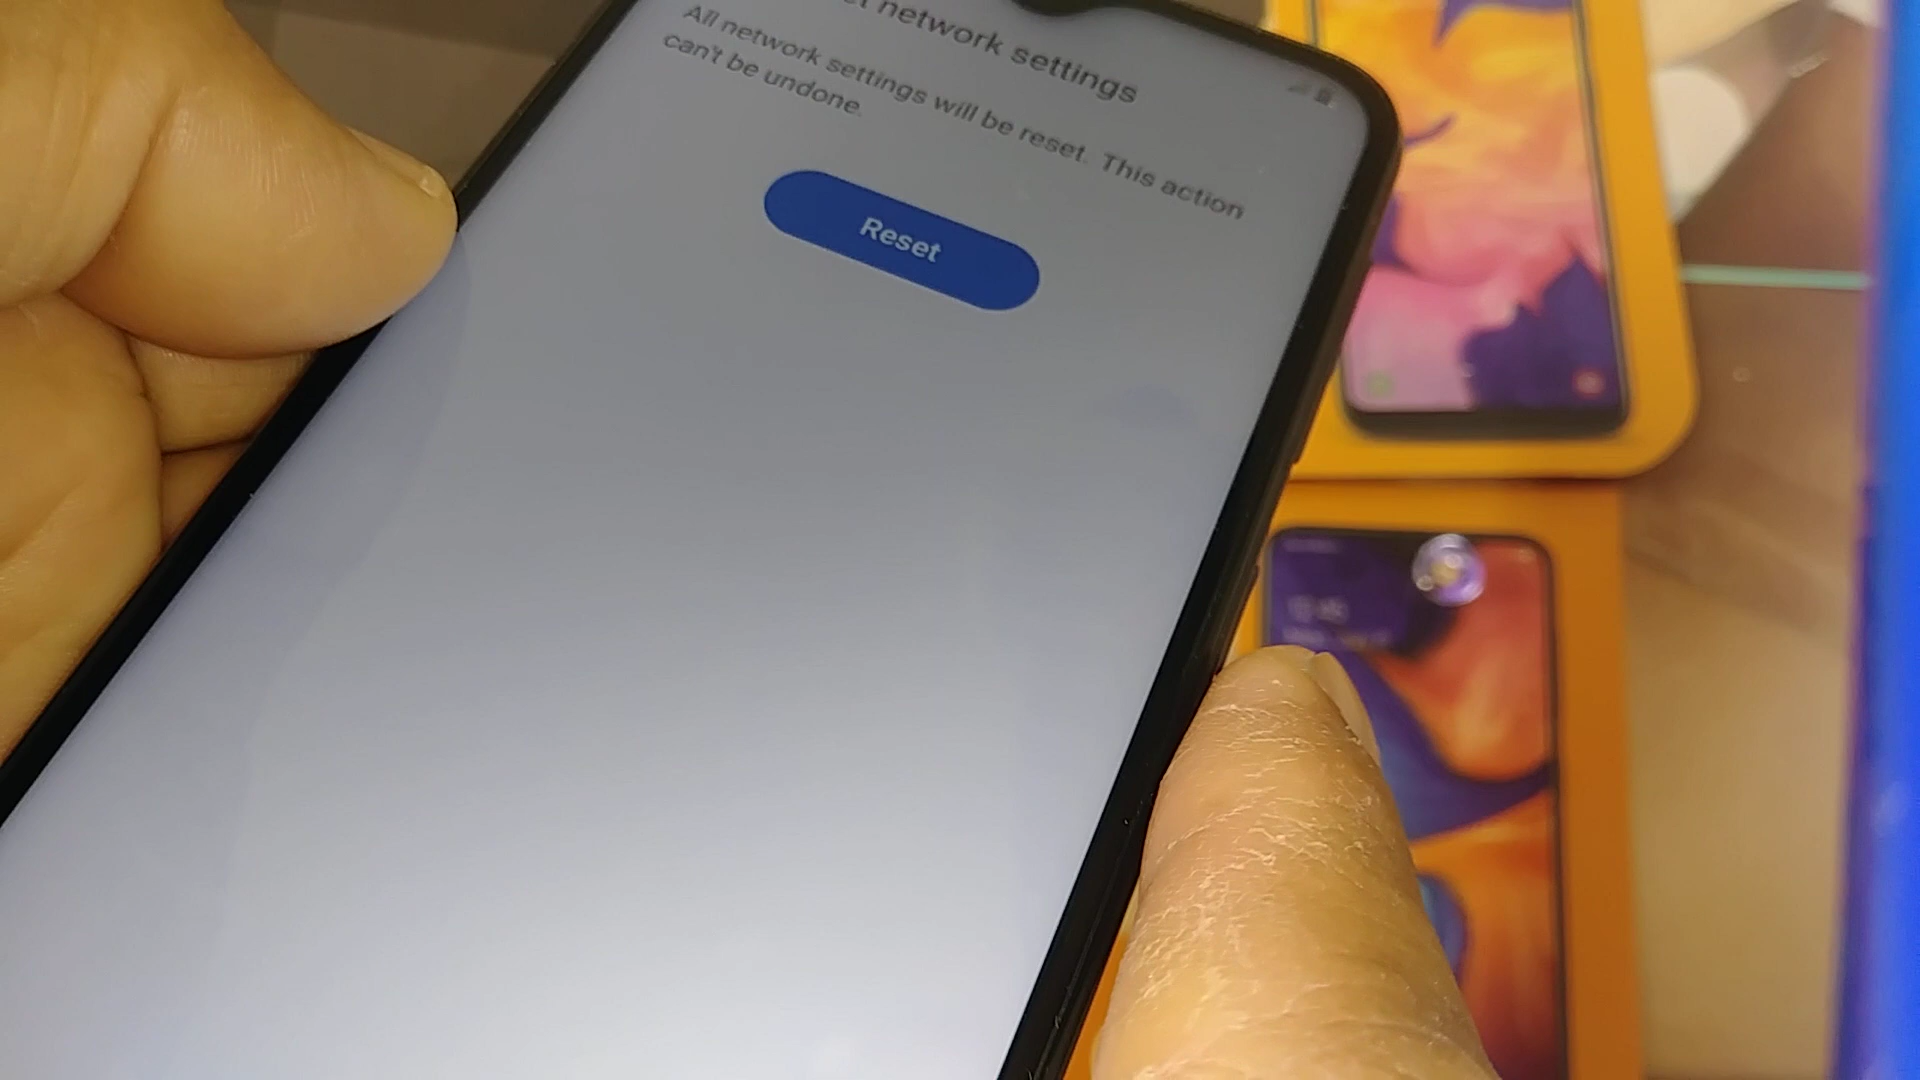 network settings
All network settings will be reset. This action
can't be undone.
Reset